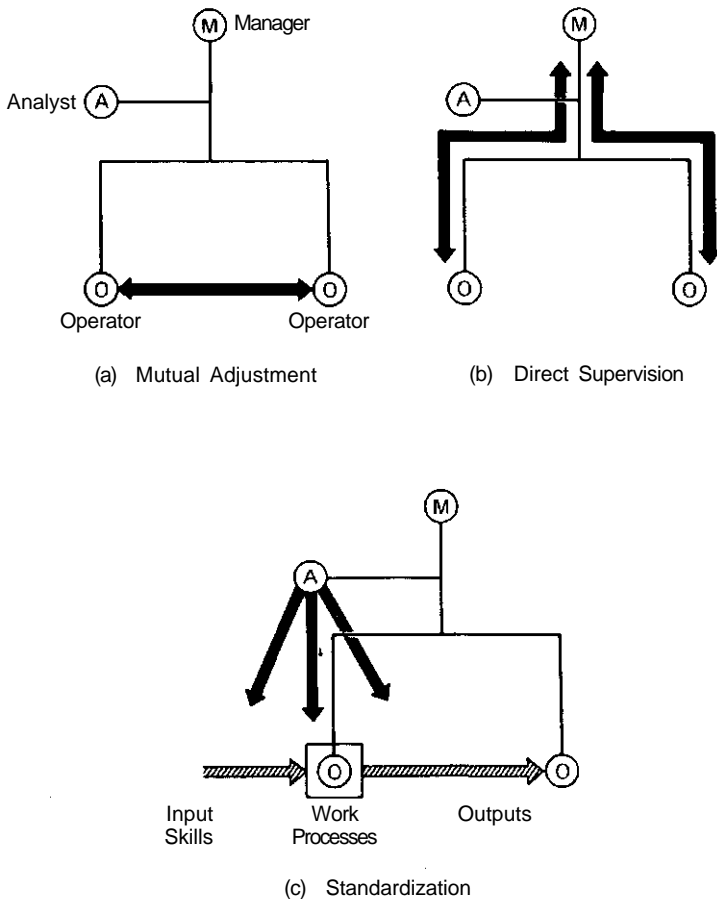 M Manager
Analyst A
O O
Operator Operator
(a) Mutual Adjustment
M
A
O O
(b) Direct Supervision
M
A
O O
Input Work Outputs
Skills Processes
(c) Standardization